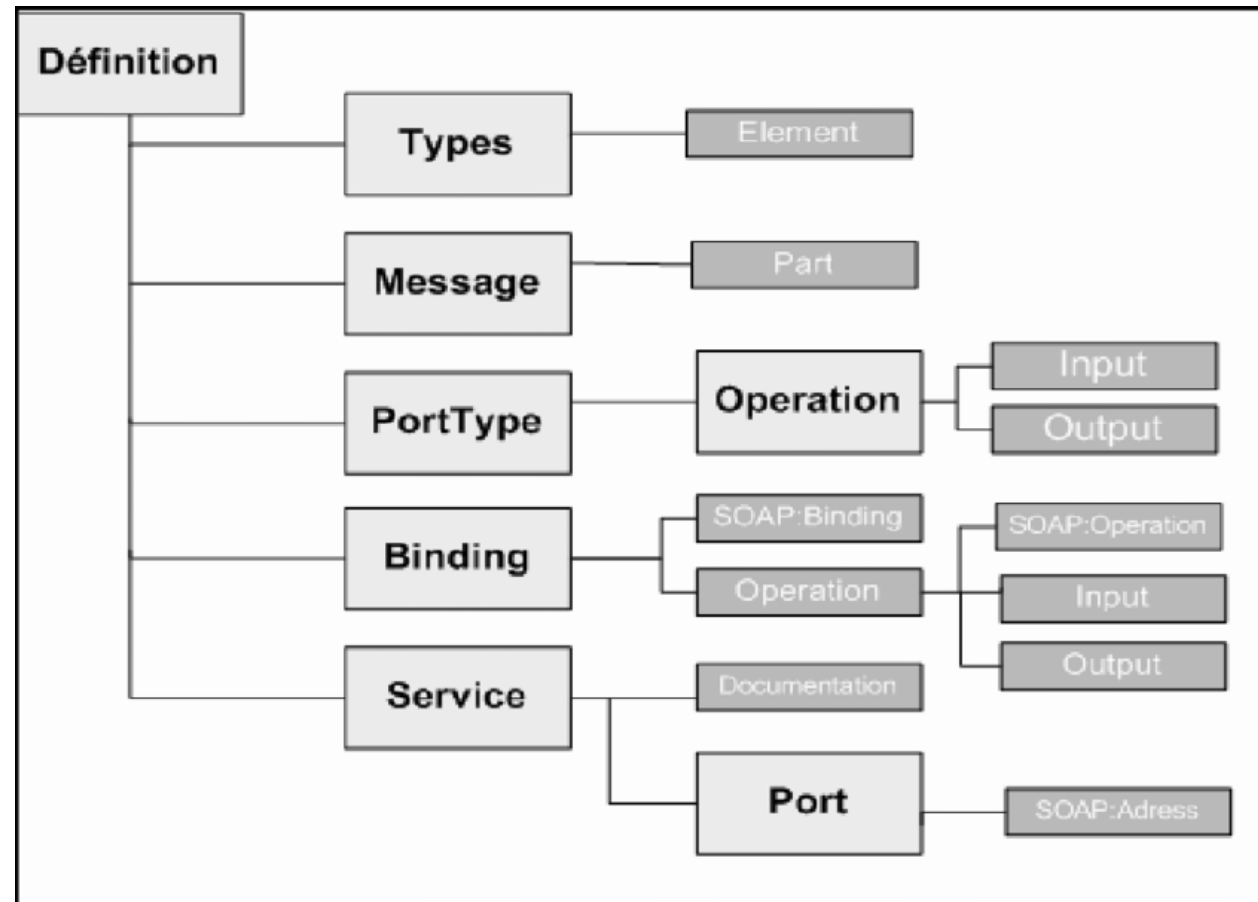 Définition
Types
Element
Message
Part
PortType
Operation
Input
Output
Binding
SOAP:Binding
Operation
SOAP:Operation
Input
Output
Service
Documentation
Port
SOAP:Adress